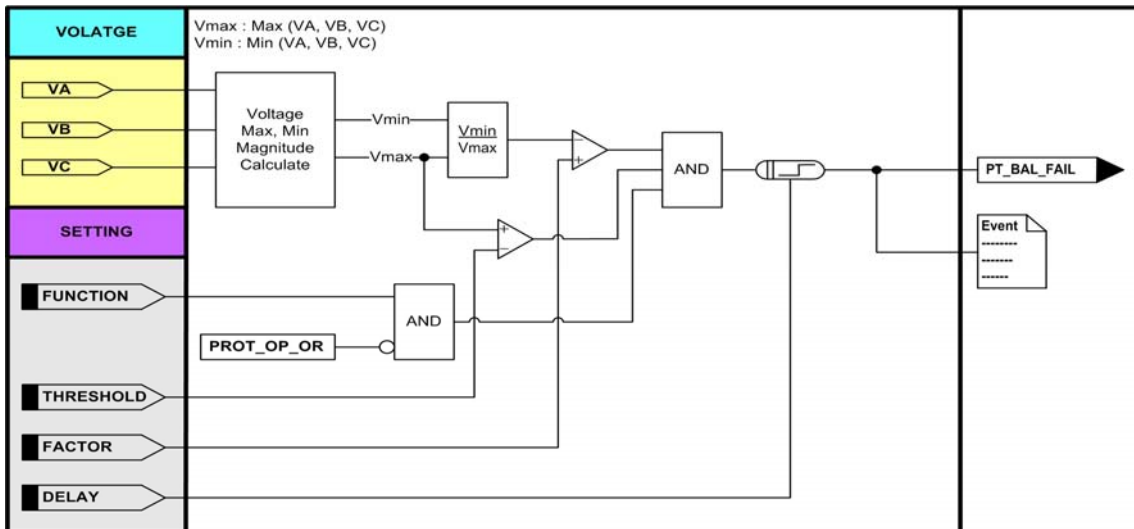 VOLATGE
Vmax : Max (VA, VB, VC)
Vmin : Min (VA, VB, VC)
VA
VB
VC
Voltage
Max, Min
Magnitude
Calculate
Vmin
Vmax
Vmin
Vmax
-
+
AND
PT_BAL_FAIL
SETTING
+
-
Event
--------
-------
------
FUNCTION
AND
PROT_OP_OR
THRESHOLD
FACTOR
DELAY